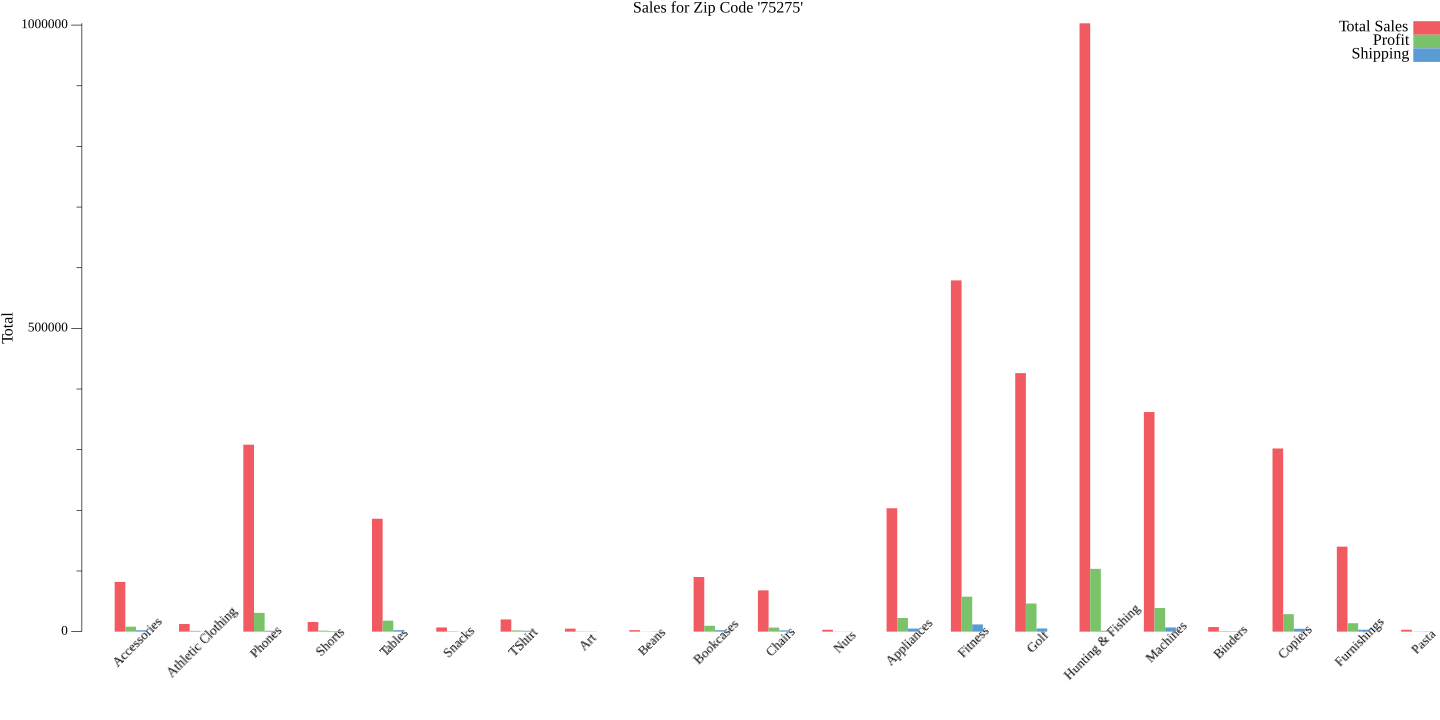 Sales for Zip Code '75275'
1000000
500000
0
Total
Total Sales
Profit
Shipping
Accessories
Athletic Clothing
Phones
Shorts
Tables
Snacks
TShirt
Art
Beans
Bookcases
Chairs
Nuts
Appliances
Fitness
Golf
Hunting & Fishing
Machines
Binders
Copiers
Furnishings
Pasta